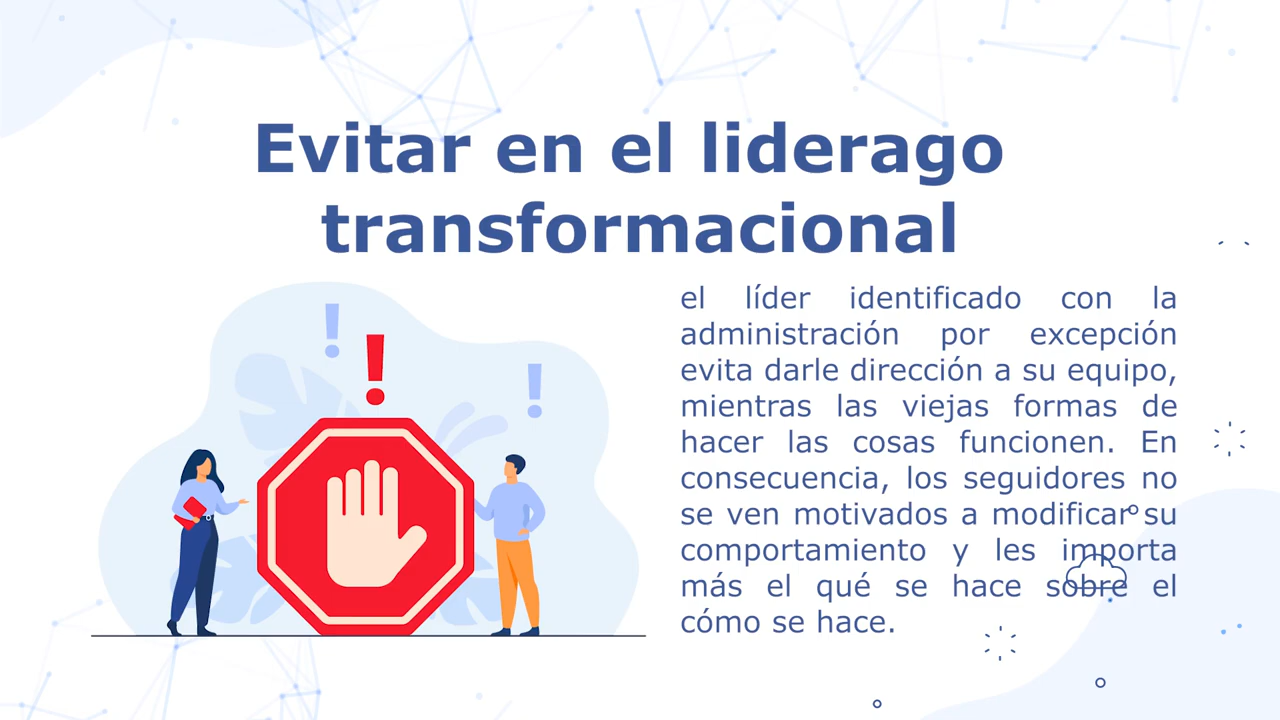 Evitar en el liderago
transformacional
el líder identificado con la
administración por excepción
evita darle dirección a su equipo,
mientras las viejas formas de
hacer las cosas funcionen. En
consecuencia, los seguidores no
se ven motivados a modificar su
comportamiento y les importa
más el qué se hace sobre el
cómo se hace.